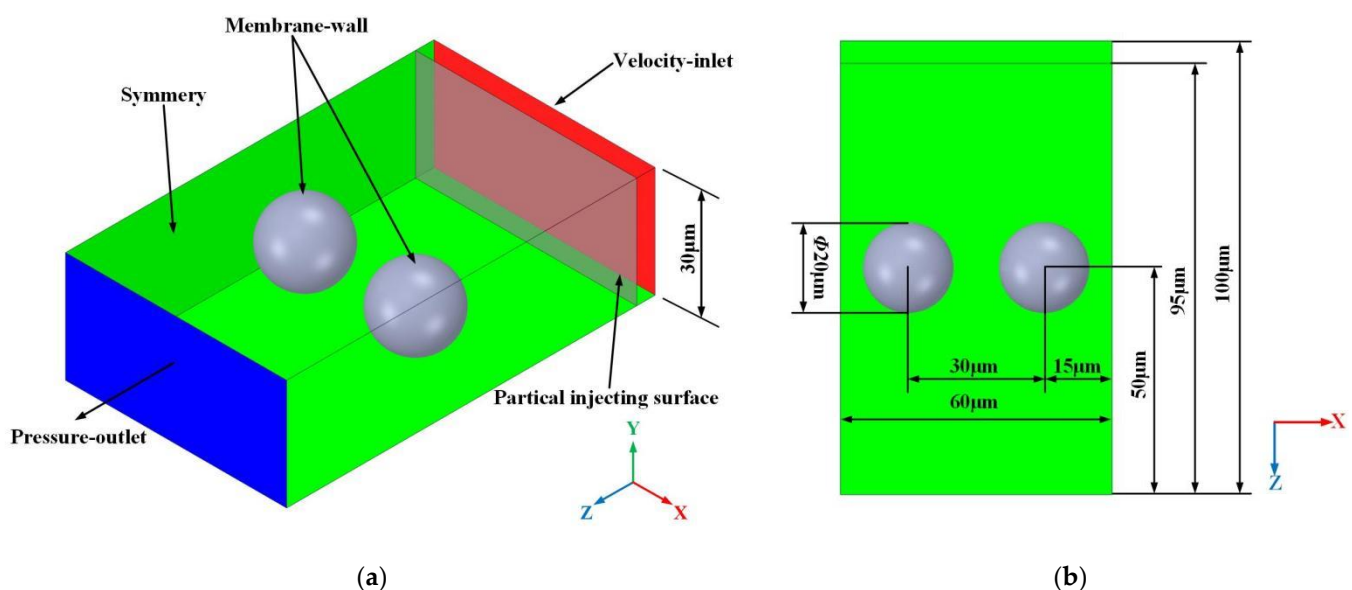 Membrane-wall
Velocity-inlet
Symmery
30μm
Partical injecting surface
Pressure-outlet
Y
Z
X
(a)
Φ20μm
30μm
15μm
60μm
50μm
95μm
100μm
X
Z
(b)